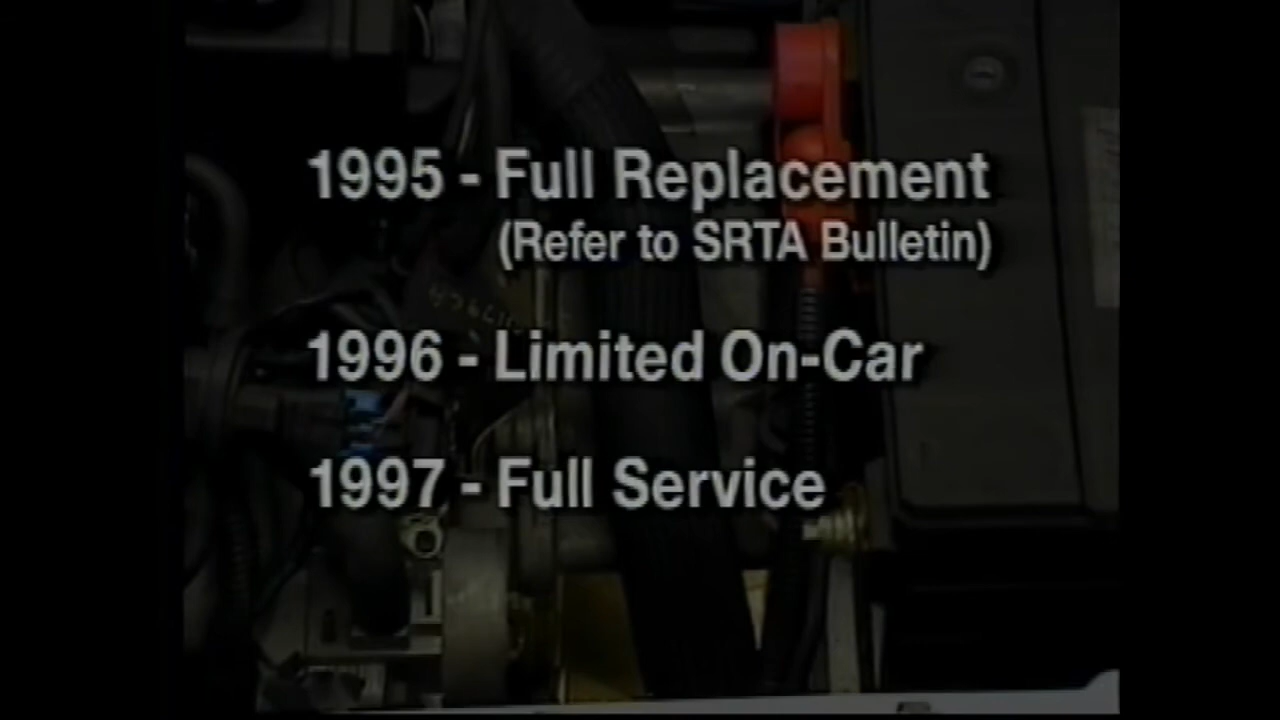 1995 - Full Replacement
(Refer to SRTA Bulletin)
1996 - Limited On-Car
1997 - Full Service